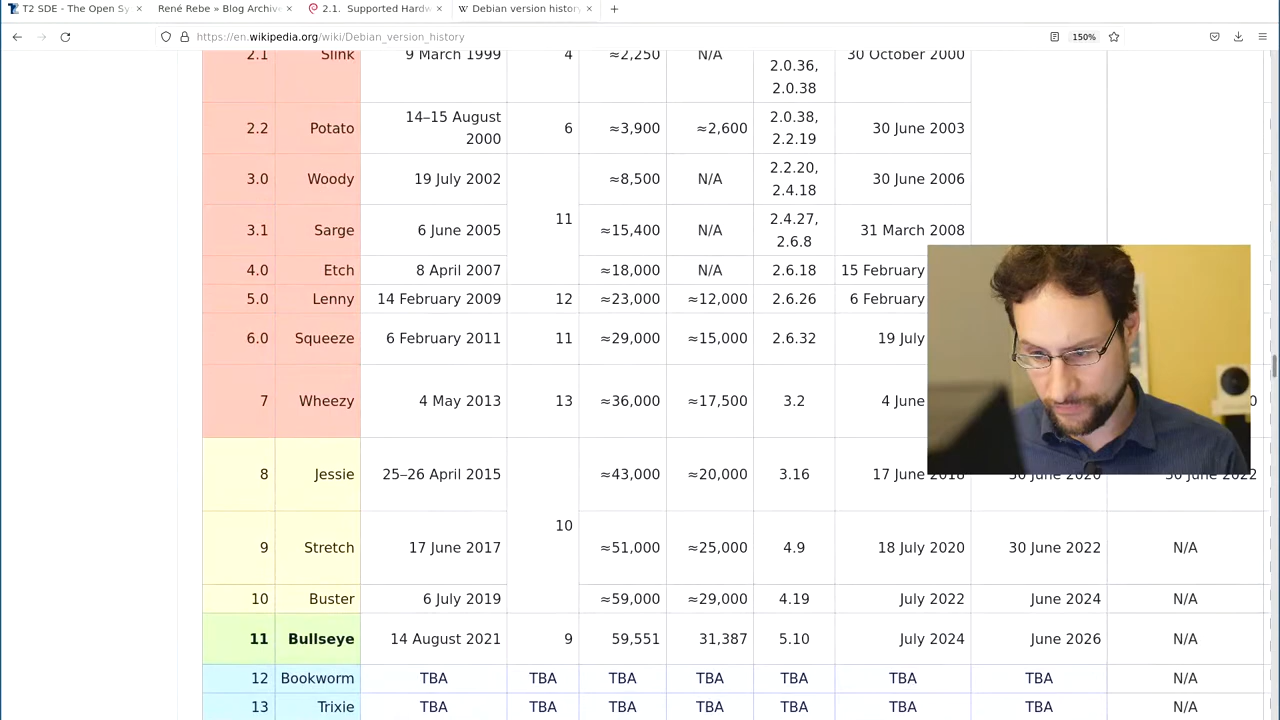 T2 SDE - The Open Sy
René Rebe » Blog Archive
2.1. Supported Hardw
Debian version histor
https://en.wikipedia.org/wiki/Debian_version_history 150%
2.1 Slink 9 March 1999 4 ≈2,250 N/A 2.0.36, 2.0.38 30 October 2000
2.2 Potato 14–15 August 2000 6 ≈3,900 ≈2,600 2.0.38, 2.2.19 30 June 2003
3.0 Woody 19 July 2002 11 ≈8,500 N/A 2.2.20, 2.4.18 30 June 2006
3.1 Sarge 6 June 2005 ≈15,400 N/A 2.4.27, 2.6.8 31 March 2008
4.0 Etch 8 April 2007 ≈18,000 N/A 2.6.18 15 February
5.0 Lenny 14 February 2009 12 ≈23,000 ≈12,000 2.6.26 6 February
6.0 Squeeze 6 February 2011 11 ≈29,000 ≈15,000 2.6.32 19 July
7 Wheezy 4 May 2013 13 ≈36,000 ≈17,500 3.2 4 June
8 Jessie 25–26 April 2015 10 ≈43,000 ≈20,000 3.16 17 June 2018 30 June 2020 30 June 2022
9 Stretch 17 June 2017 ≈51,000 ≈25,000 4.9 18 July 2020 30 June 2022 N/A
10 Buster 6 July 2019 ≈59,000 ≈29,000 4.19 July 2022 June 2024 N/A
11 Bullseye 14 August 2021 9 59,551 31,387 5.10 July 2024 June 2026 N/A
12 Bookworm TBA TBA TBA TBA TBA TBA TBA N/A
13 Trixie TBA TBA TBA TBA TBA TBA TBA N/A